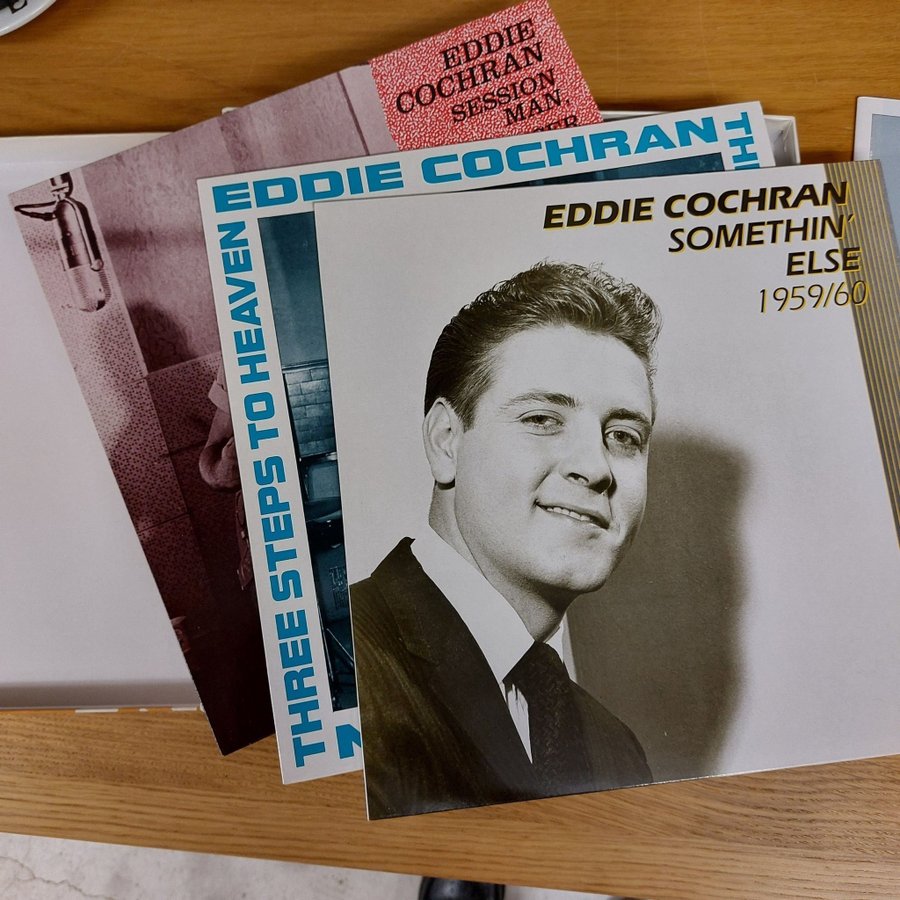 EDDIE
COCHRAN
SESSION
MAN,
EDDIE COCHRAN
THREE STEPS TO HEAVEN
EDDIE COCHRAN
SOMETHIN'
ELSE
1959/60